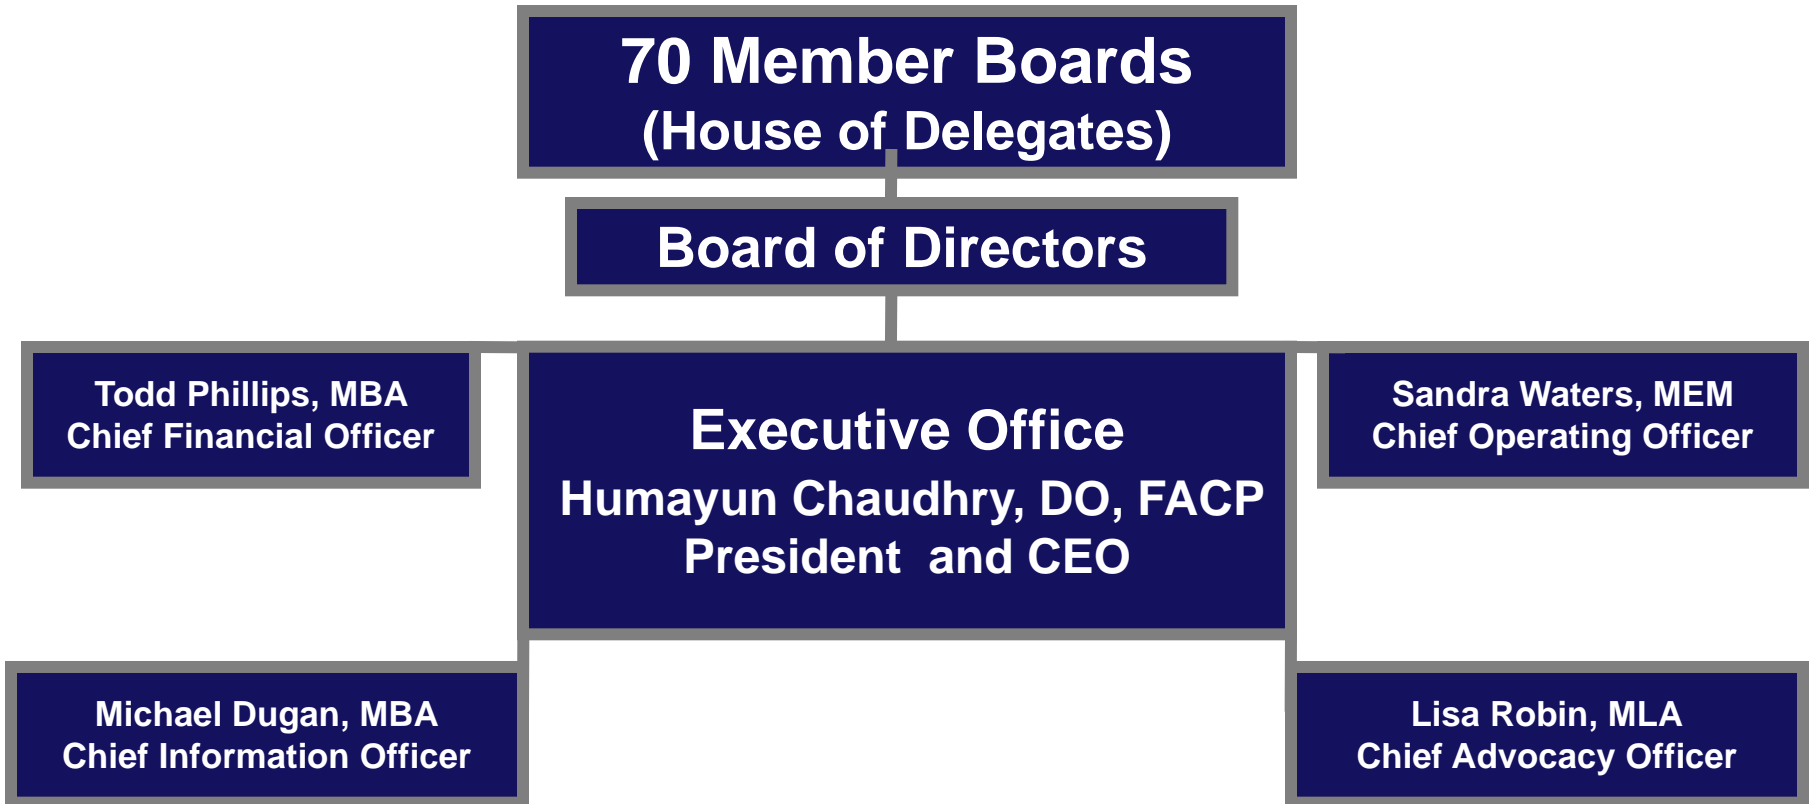 70 Member Boards
(House of Delegates)
Board of Directors
Todd Phillips, MBA
Chief Financial Officer
Executive Office
Humayun Chaudhry, DO, FACP
President  and CEO
Sandra Waters, MEM
Chief Operating Officer
Michael Dugan, MBA
Chief Information Officer
Lisa Robin, MLA
Chief Advocacy Officer